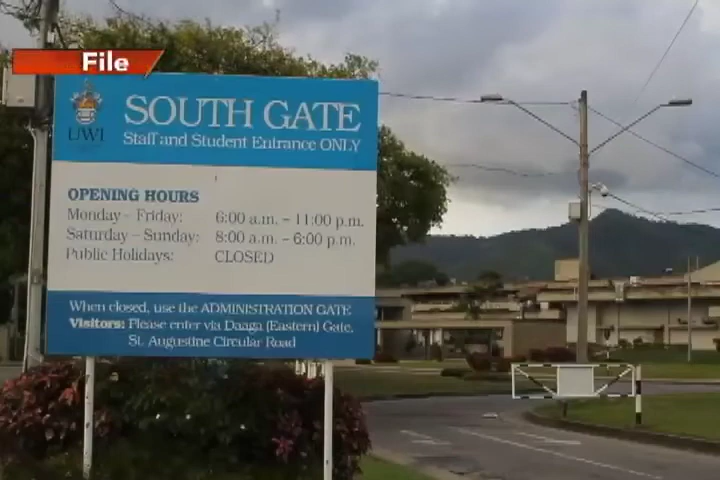 File
UWI
SOUTH GATE
Staff and Student Entrance ONLY
OPENING HOURS
Monday - Friday: 6:00 a.m. - 11:00 p.m.
Saturday - Sunday: 8:00 a.m. - 6:00 p.m.
Public Holidays: CLOSED
When closed, use the ADMINISTRATION GATE
Visitors: Please enter via Daaga (Eastern) Gate,
St. Augustine Circular Road